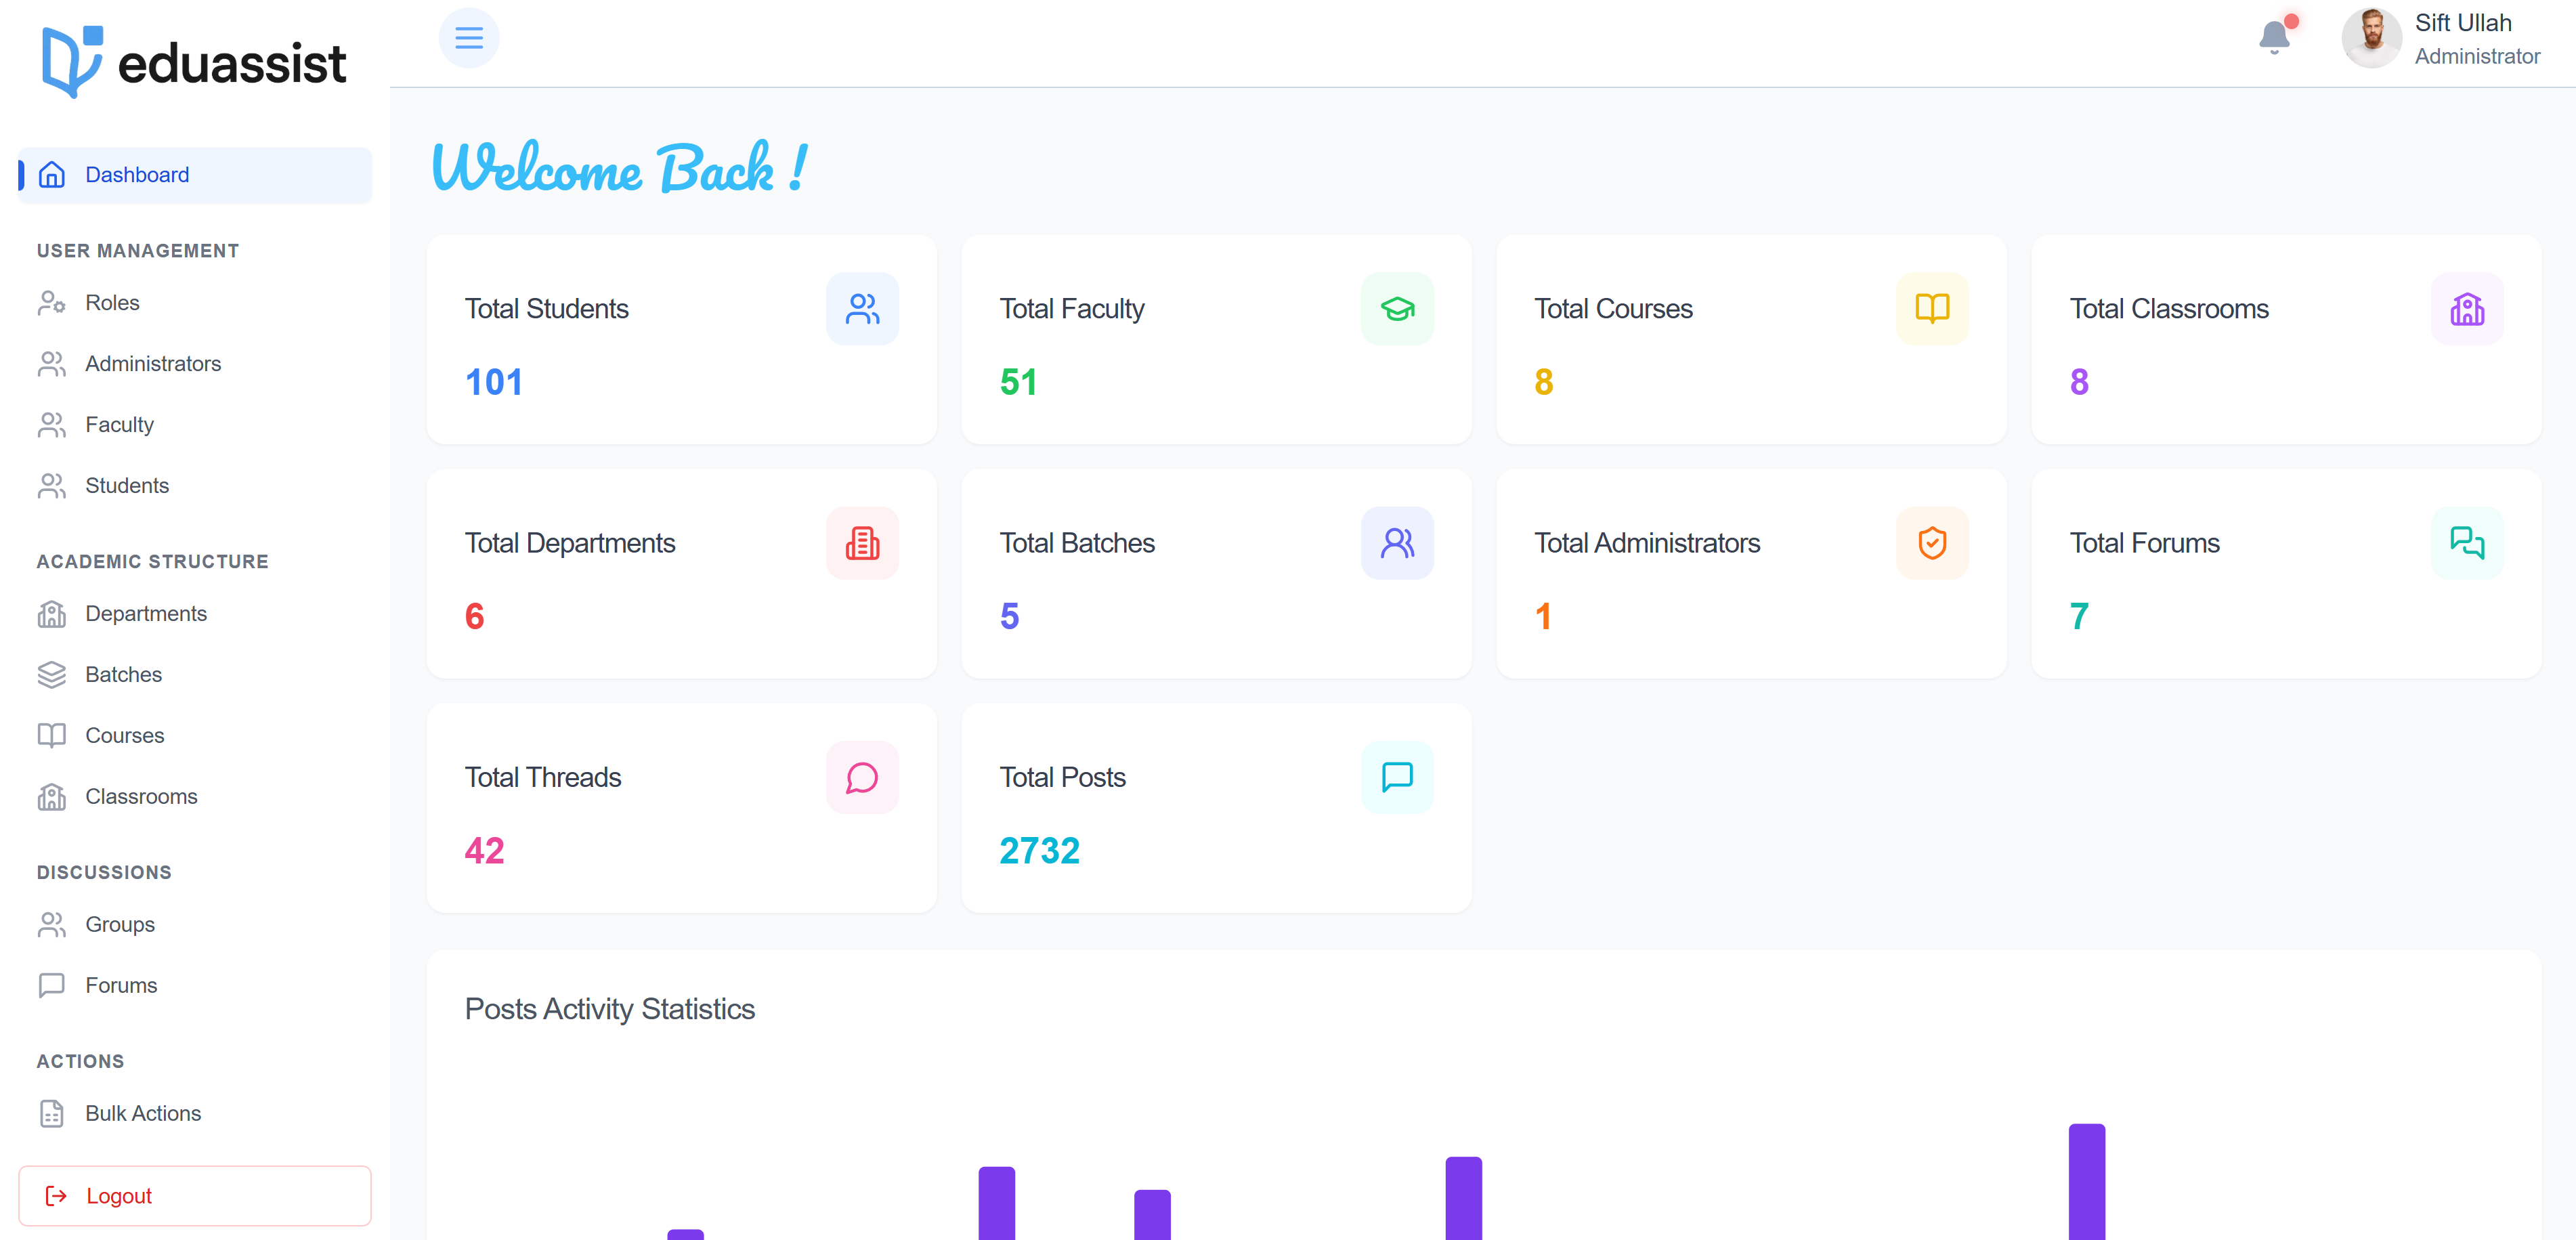 eduassist
Sift Ullah
Administrator
Dashboard
USER MANAGEMENT
Roles
Administrators
Faculty
Students
ACADEMIC STRUCTURE
Departments
Batches
Courses
Classrooms
DISCUSSIONS
Groups
Forums
ACTIONS
Bulk Actions
Logout
Welcome Back !
Total Students
101
Total Faculty
51
Total Courses
8
Total Classrooms
8
Total Departments
6
Total Batches
5
Total Administrators
1
Total Forums
7
Total Threads
42
Total Posts
2732
Posts Activity Statistics